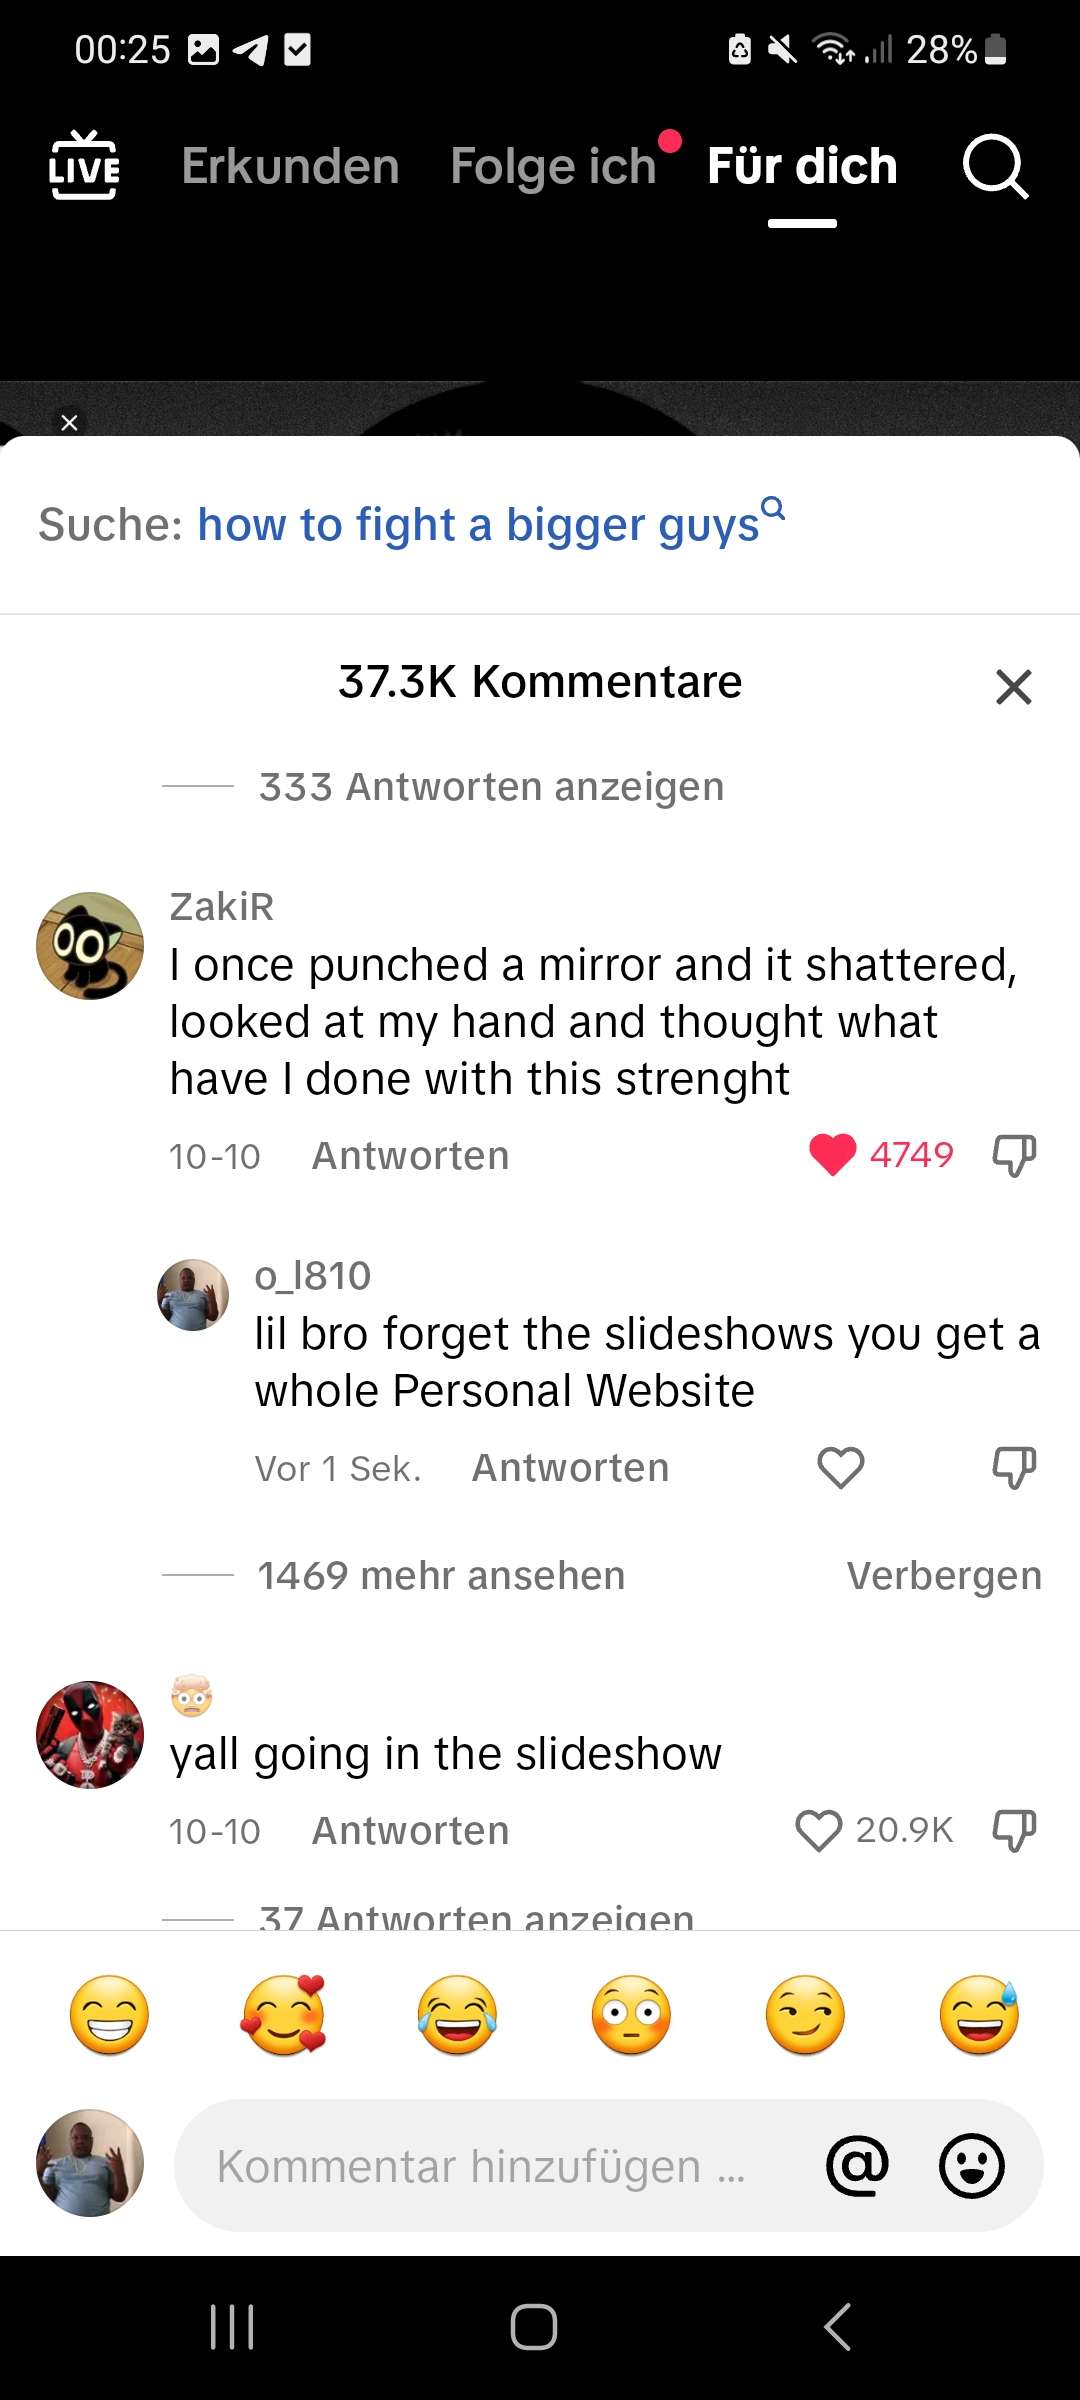 00:25
28%
LIVE
Erkunden
Folge ich
Für dich
Suche: how to fight a bigger guys
37.3K Kommentare
333 Antworten anzeigen
ZakiR
I once punched a mirror and it shattered,
looked at my hand and thought what
have I done with this strenght
10-10 Antworten 4749
o_l810
lil bro forget the slideshows you get a
whole Personal Website
Vor 1 Sek. Antworten
1469 mehr ansehen Verbergen
🤯
yall going in the slideshow
10-10 Antworten 20.9K
37 Antworten anzeigen
😁 🥰 😂 😳 😏 😅
Kommentar hinzufügen ... @